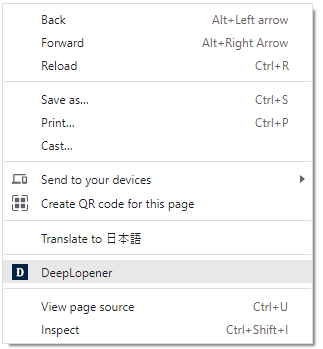 Back Alt+Left arrow
Forward Alt+Right Arrow
Reload Ctrl+R
Save as... Ctrl+S
Print... Ctrl+P
Cast...
Send to your devices
Create QR code for this page
Translate to 日本語
D DeepLopener
View page source Ctrl+U
Inspect Ctrl+Shift+I